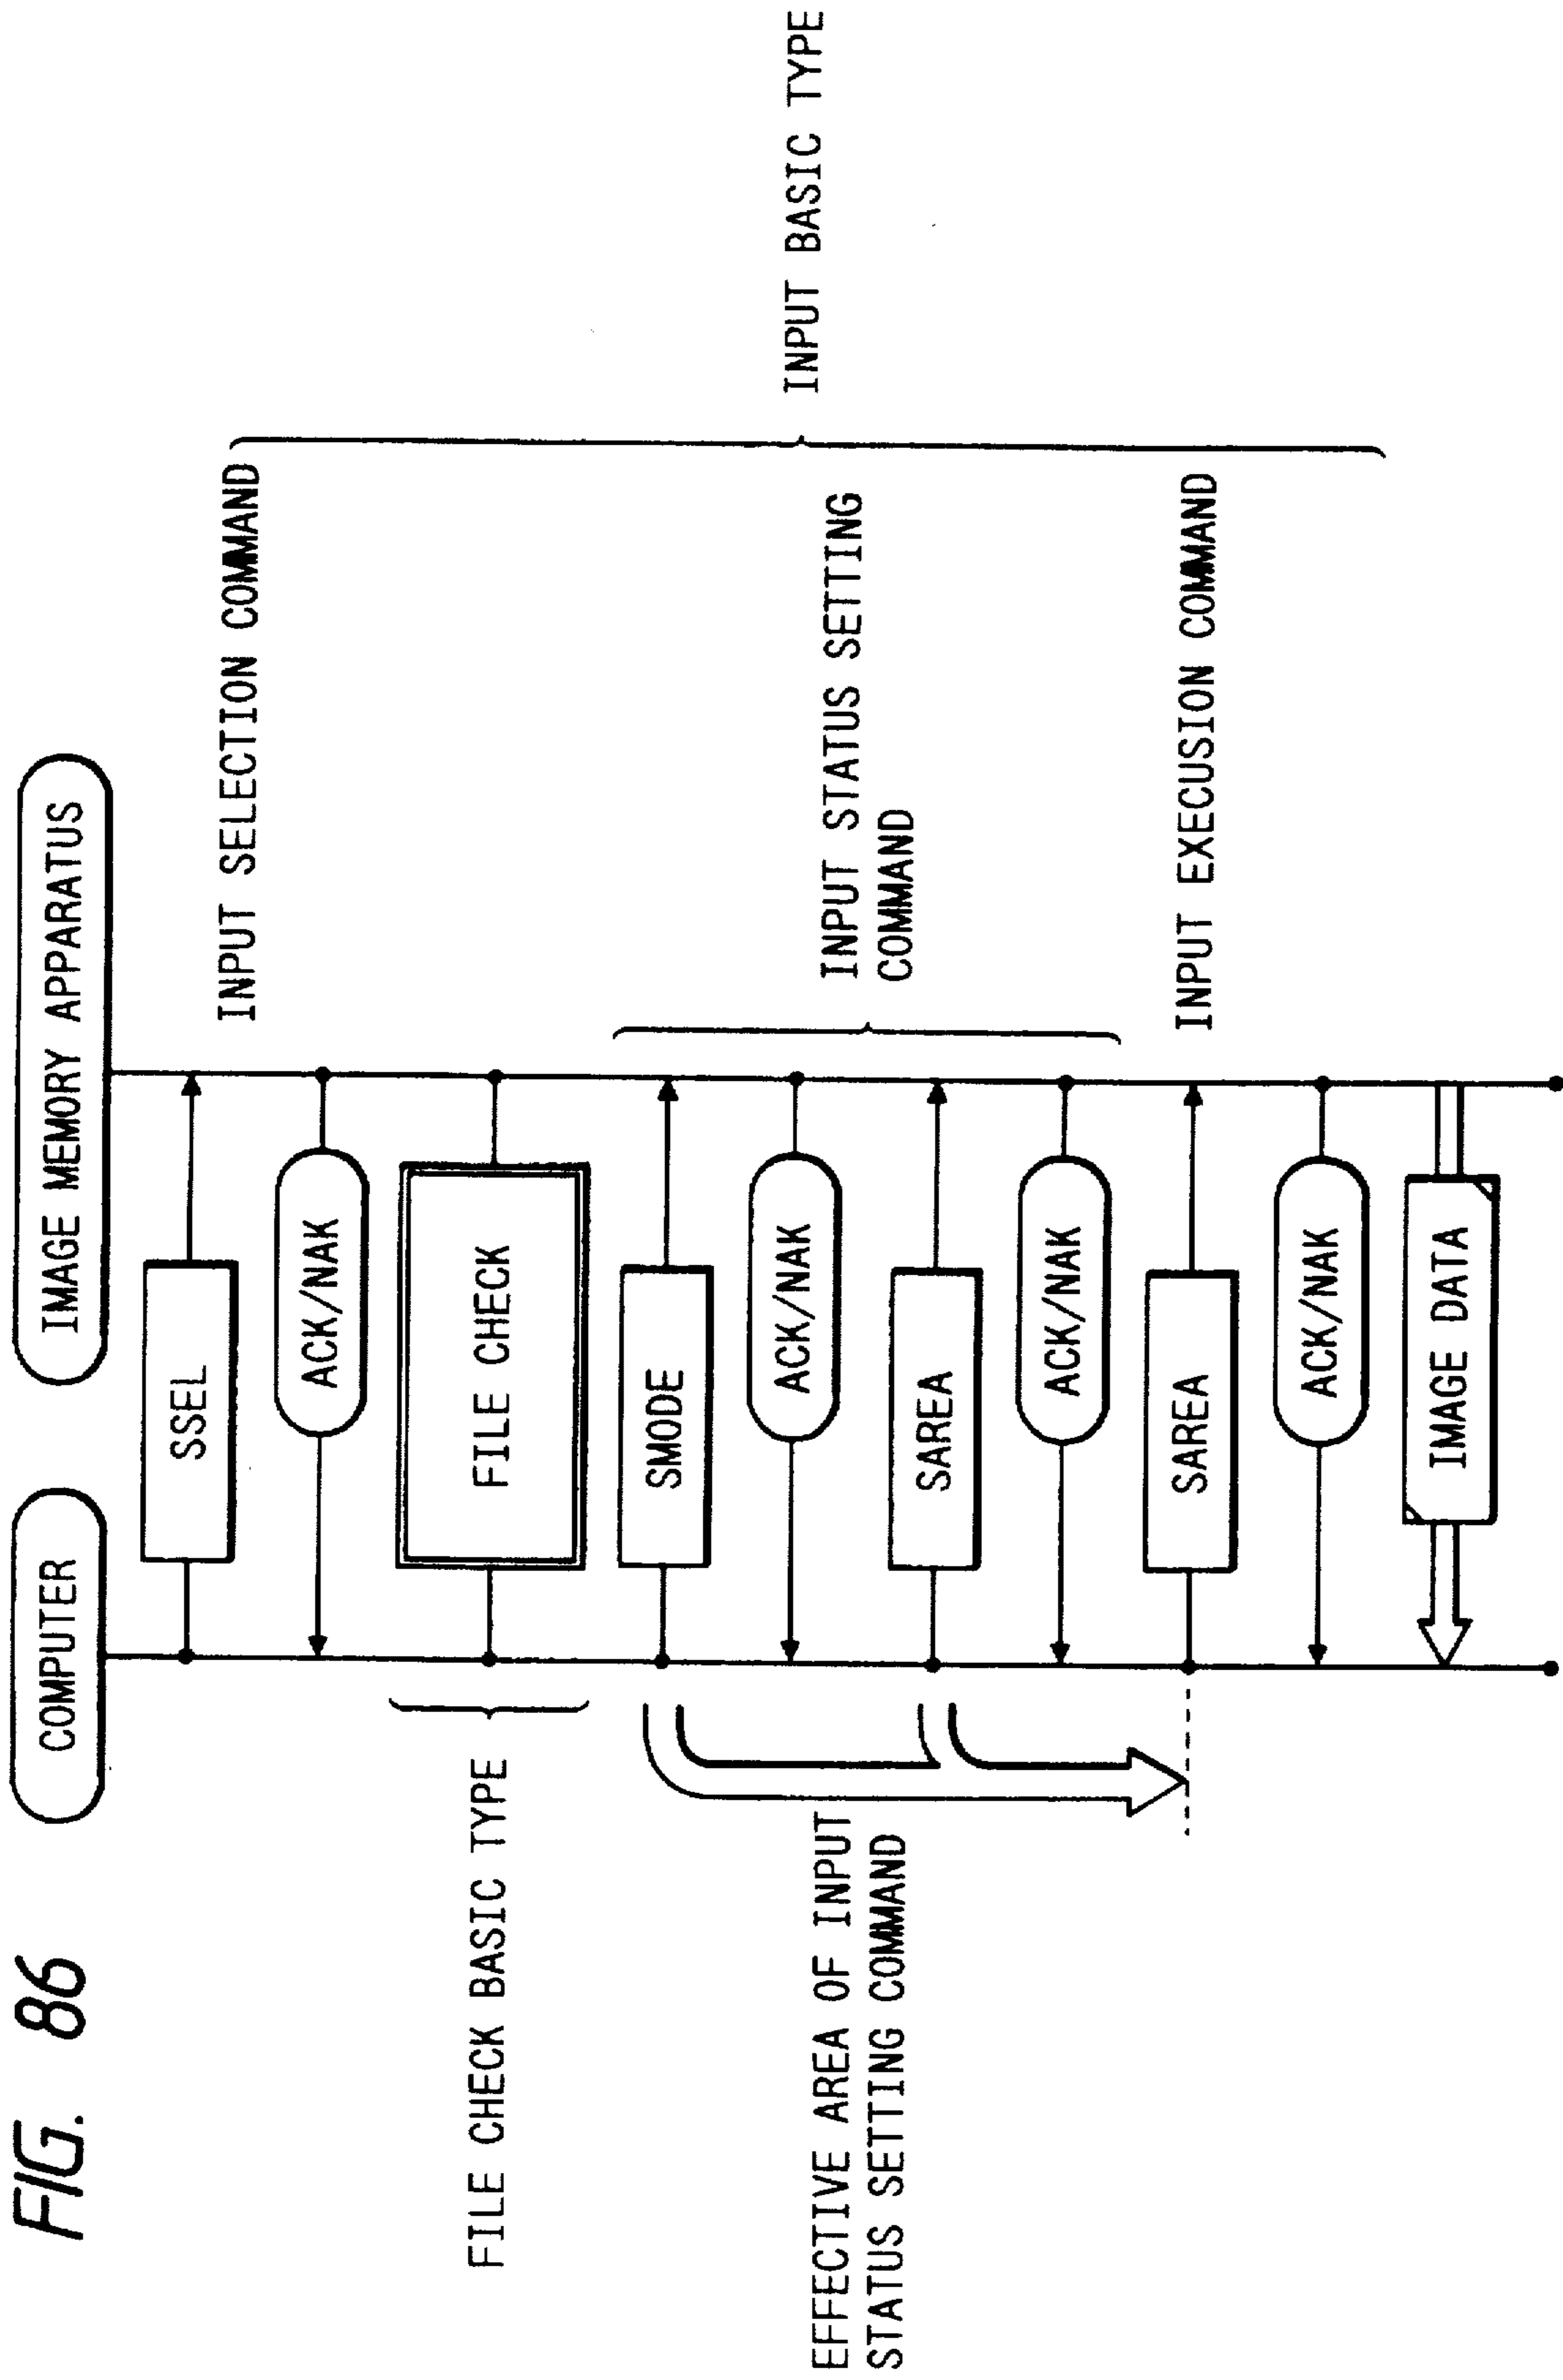 FIG. 86
COMPUTER
IMAGE MEMORY APPARATUS
SSEL
INPUT SELECTION COMMAND
ACK/NAK
FILE CHECK BASIC TYPE
FILE CHECK
SMODE
ACK/NAK
EFFECTIVE AREA OF INPUT
STATUS SETTING COMMAND
INPUT STATUS SETTING
COMMAND
INPUT BASIC TYPE
SAREA
ACK/NAK
SAREA
INPUT EXECUSION COMMAND
ACK/NAK
IMAGE DATA